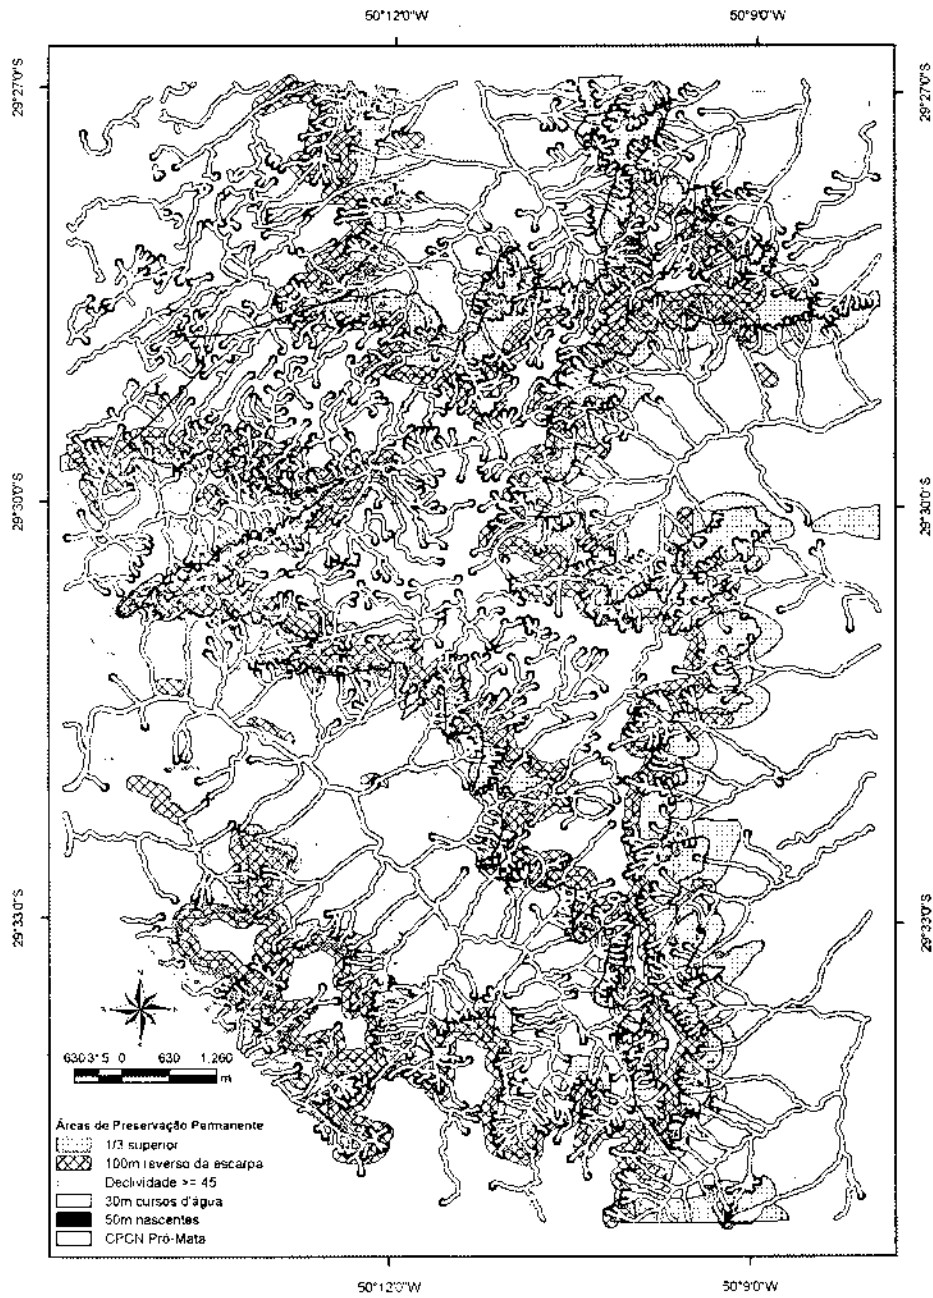 50°12'0"W 50°9'0"W
29°27'0"S 29°27'0"S
29°30'0"S 29°30'0"S
29°33'0"S 29°33'0"S
0 630 1.260
m
Áreas de Preservação Permanente
1/3 superior
100m reverso da escarpa
Declividade >= 45
30m cursos d'água
50m nascentes
CPCN Pró-Mata
50°12'0"W 50°9'0"W